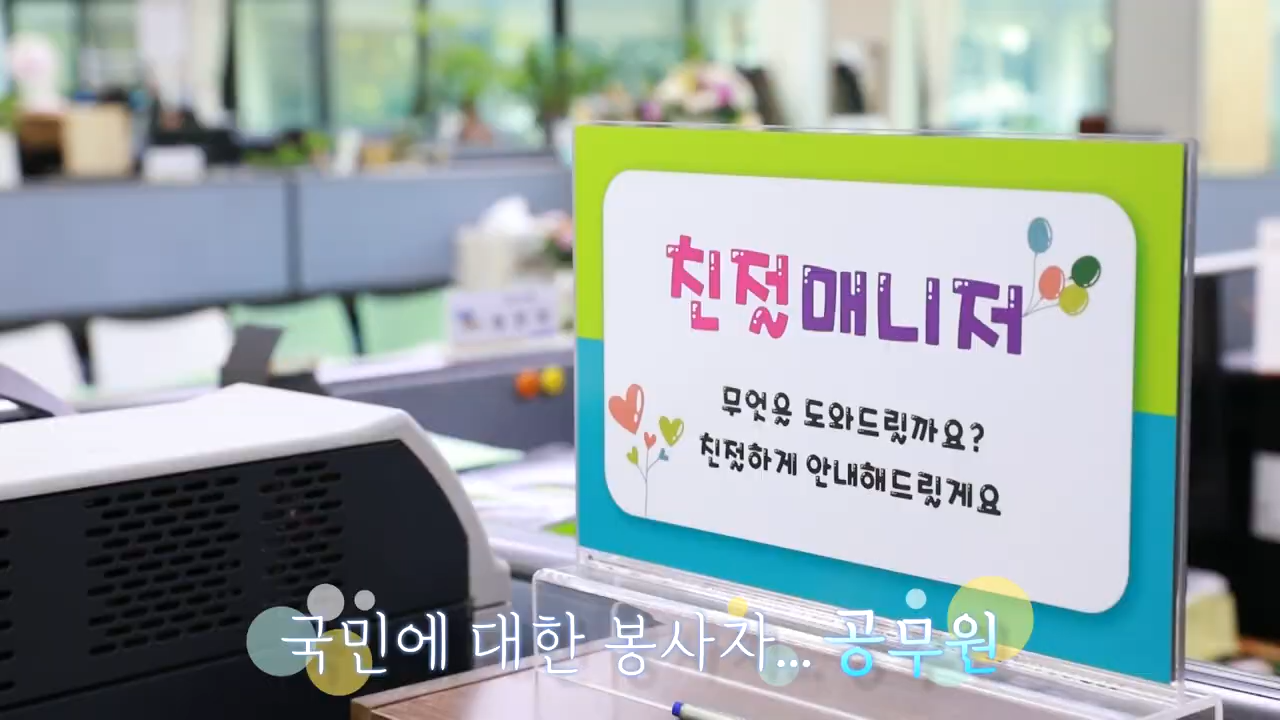 친절매니저
무엇을 도와드릴까요?
친절하게 안내해드릴게요
국민에 대한 봉사자... 공무원